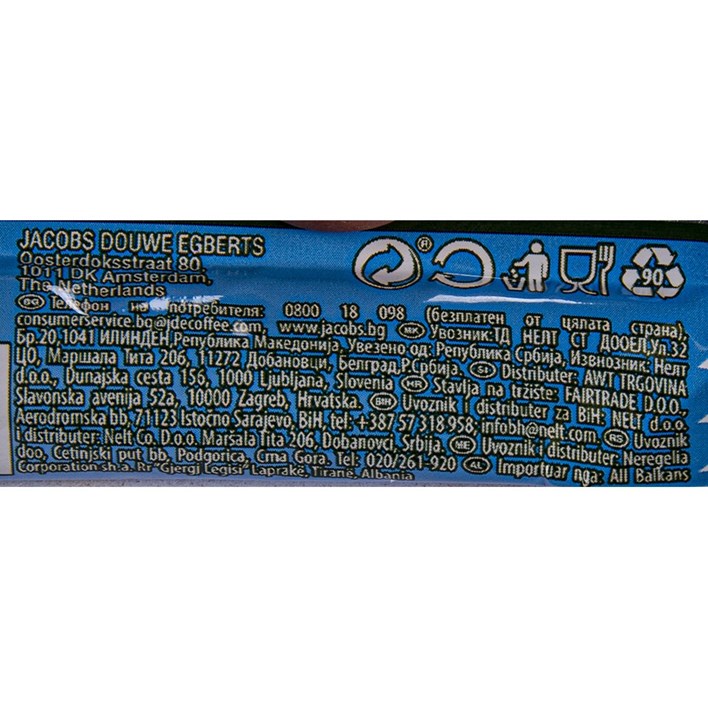 JACOBS DOUWE EGBERTS
Oosterdoksstraat 80,
1011 DK Amsterdam,
The Netherlands
BG Телефон на потребителя: 0800 18 098 (безплатен от цялата страна),
consumerservice.bg@jdecoffee.com, www.jacobs.bg MK Увозник:ТД НЕЛТ СТ ДООЕЛ,Ул.32
Бр.20,1041 ИЛИНДЕН,Република Македонија, Увезено од: Република Србија, Извозник: Нелт
ЦО, Маршала Тита 206, 11272 Добановци, Белград,Р.Србија. SI Distributer: AWT TRGOVINA
d.o.o., Dunajska cesta 156, 1000 Ljubljana, Slovenia HR Stavlja na tržište: FAIRTRADE D.O.O.,
Slavonska avenija 52a, 10000 Zagreb, Hrvatska. BIH Uvoznik i distributer za BiH: NELT d.o.o.
Aerodromska bb, 71123 Istočno Sarajevo, BiH, tel: +387 57 318 958, infobh@nelt.com. RS Uvoznik
i distributer: Nelt Co. D.o.o. Maršala Tita 206, Dobanovci, Srbija. ME Uvoznik i distributer: Neregelia
doo, Cetinjski put bb, Podgorica, Crna Gora. Tel: 020/261-920 AL Importuar nga: All Balkans
Corporation sh.a. Rr "Gjergj Legisi" Laprakë, Tiranë, Albania
® 90